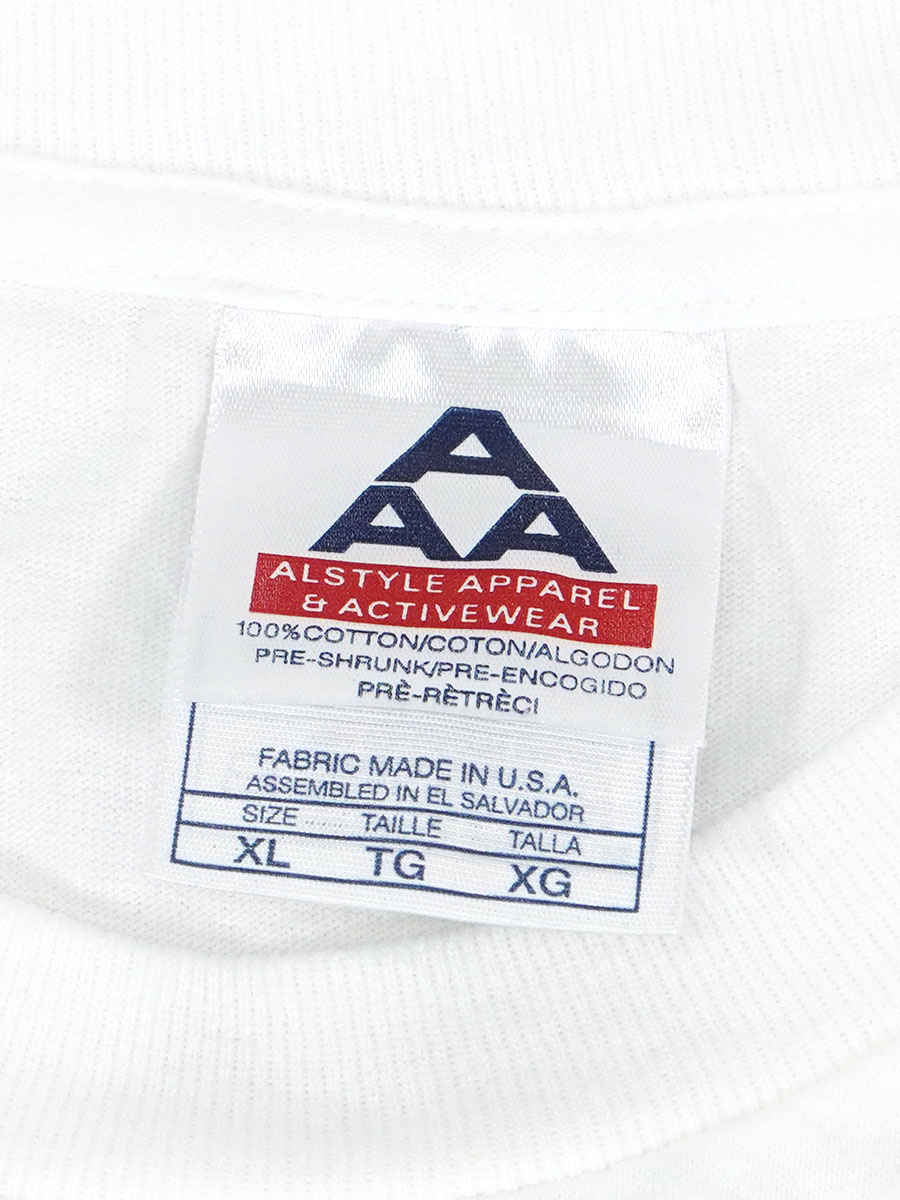 A
AA
ALSTYLE APPAREL
& ACTIVEWEAR
100%COTTON/COTON/ALGODON
PRE-SHRUNK/PRE-ENCOGIDO
PRÈ-RÈTRÈCI
FABRIC MADE IN U.S.A.
ASSEMBLED IN EL SALVADOR
SIZE TAILLE TALLA
XL TG XG